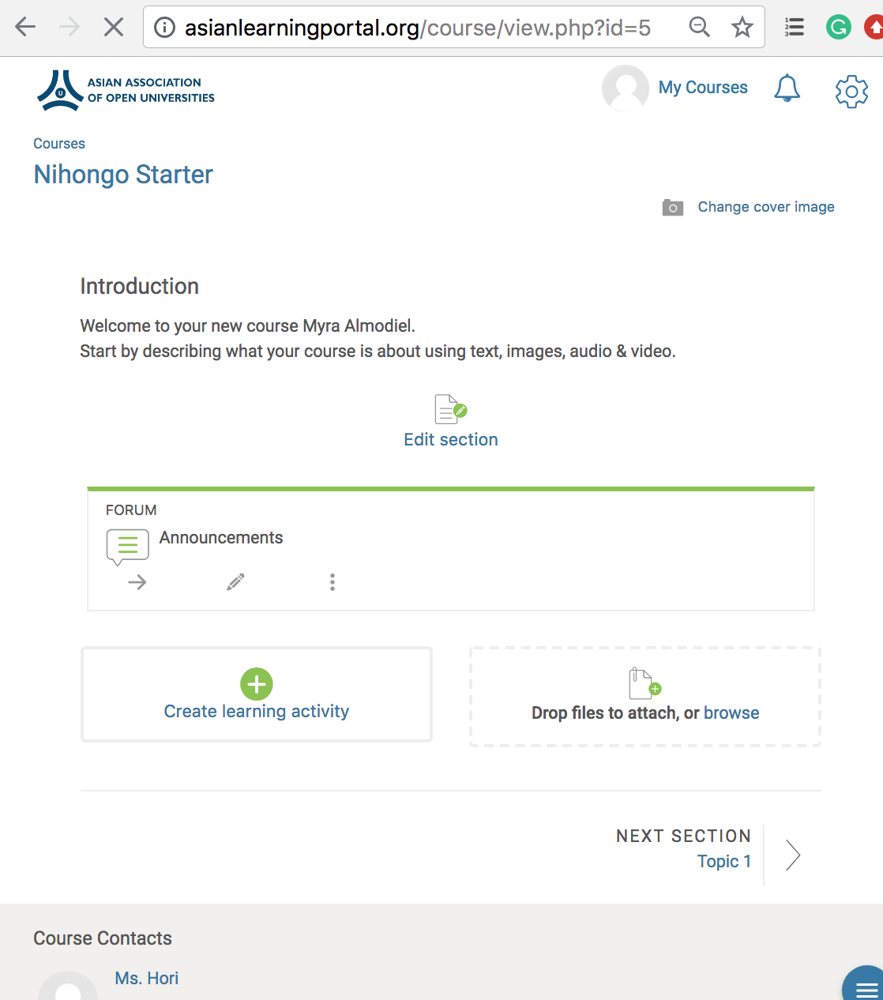 asianlearningportal.org/course/view.php?id=5
ASIAN ASSOCIATION
OF OPEN UNIVERSITIES
U
My Courses
Courses
Nihongo Starter
Change cover image
Introduction
Welcome to your new course Myra Almodiel.
Start by describing what your course is about using text, images, audio & video.
Edit section
FORUM
Announcements
Create learning activity
Drop files to attach, or browse
NEXT SECTION
Topic 1
Course Contacts
Ms. Hori